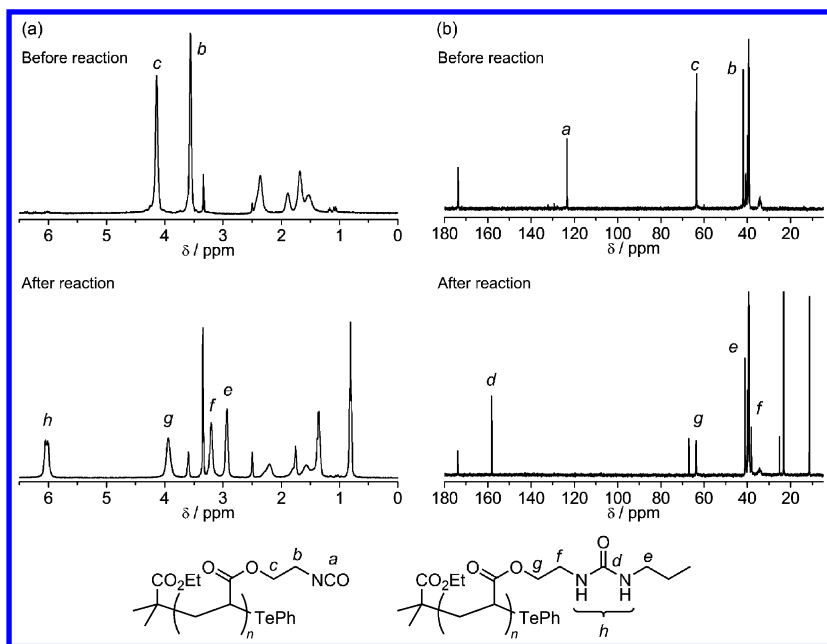 (a)
Before reaction
c
b
6 5 4 3 2 1 0
δ / ppm
(b)
Before reaction
a
c
b
180 160 140 120 100 80 60 40 20
δ / ppm
After reaction
h
g
f
e
6 5 4 3 2 1 0
δ / ppm
After reaction
d
g
e
f
180 160 140 120 100 80 60 40 20
δ / ppm
O
O
c
b
a
NCO
CO2Et
n
TePh
O
O
g
f
N
H
O
d
N
H
e
h
CO2Et
n
TePh